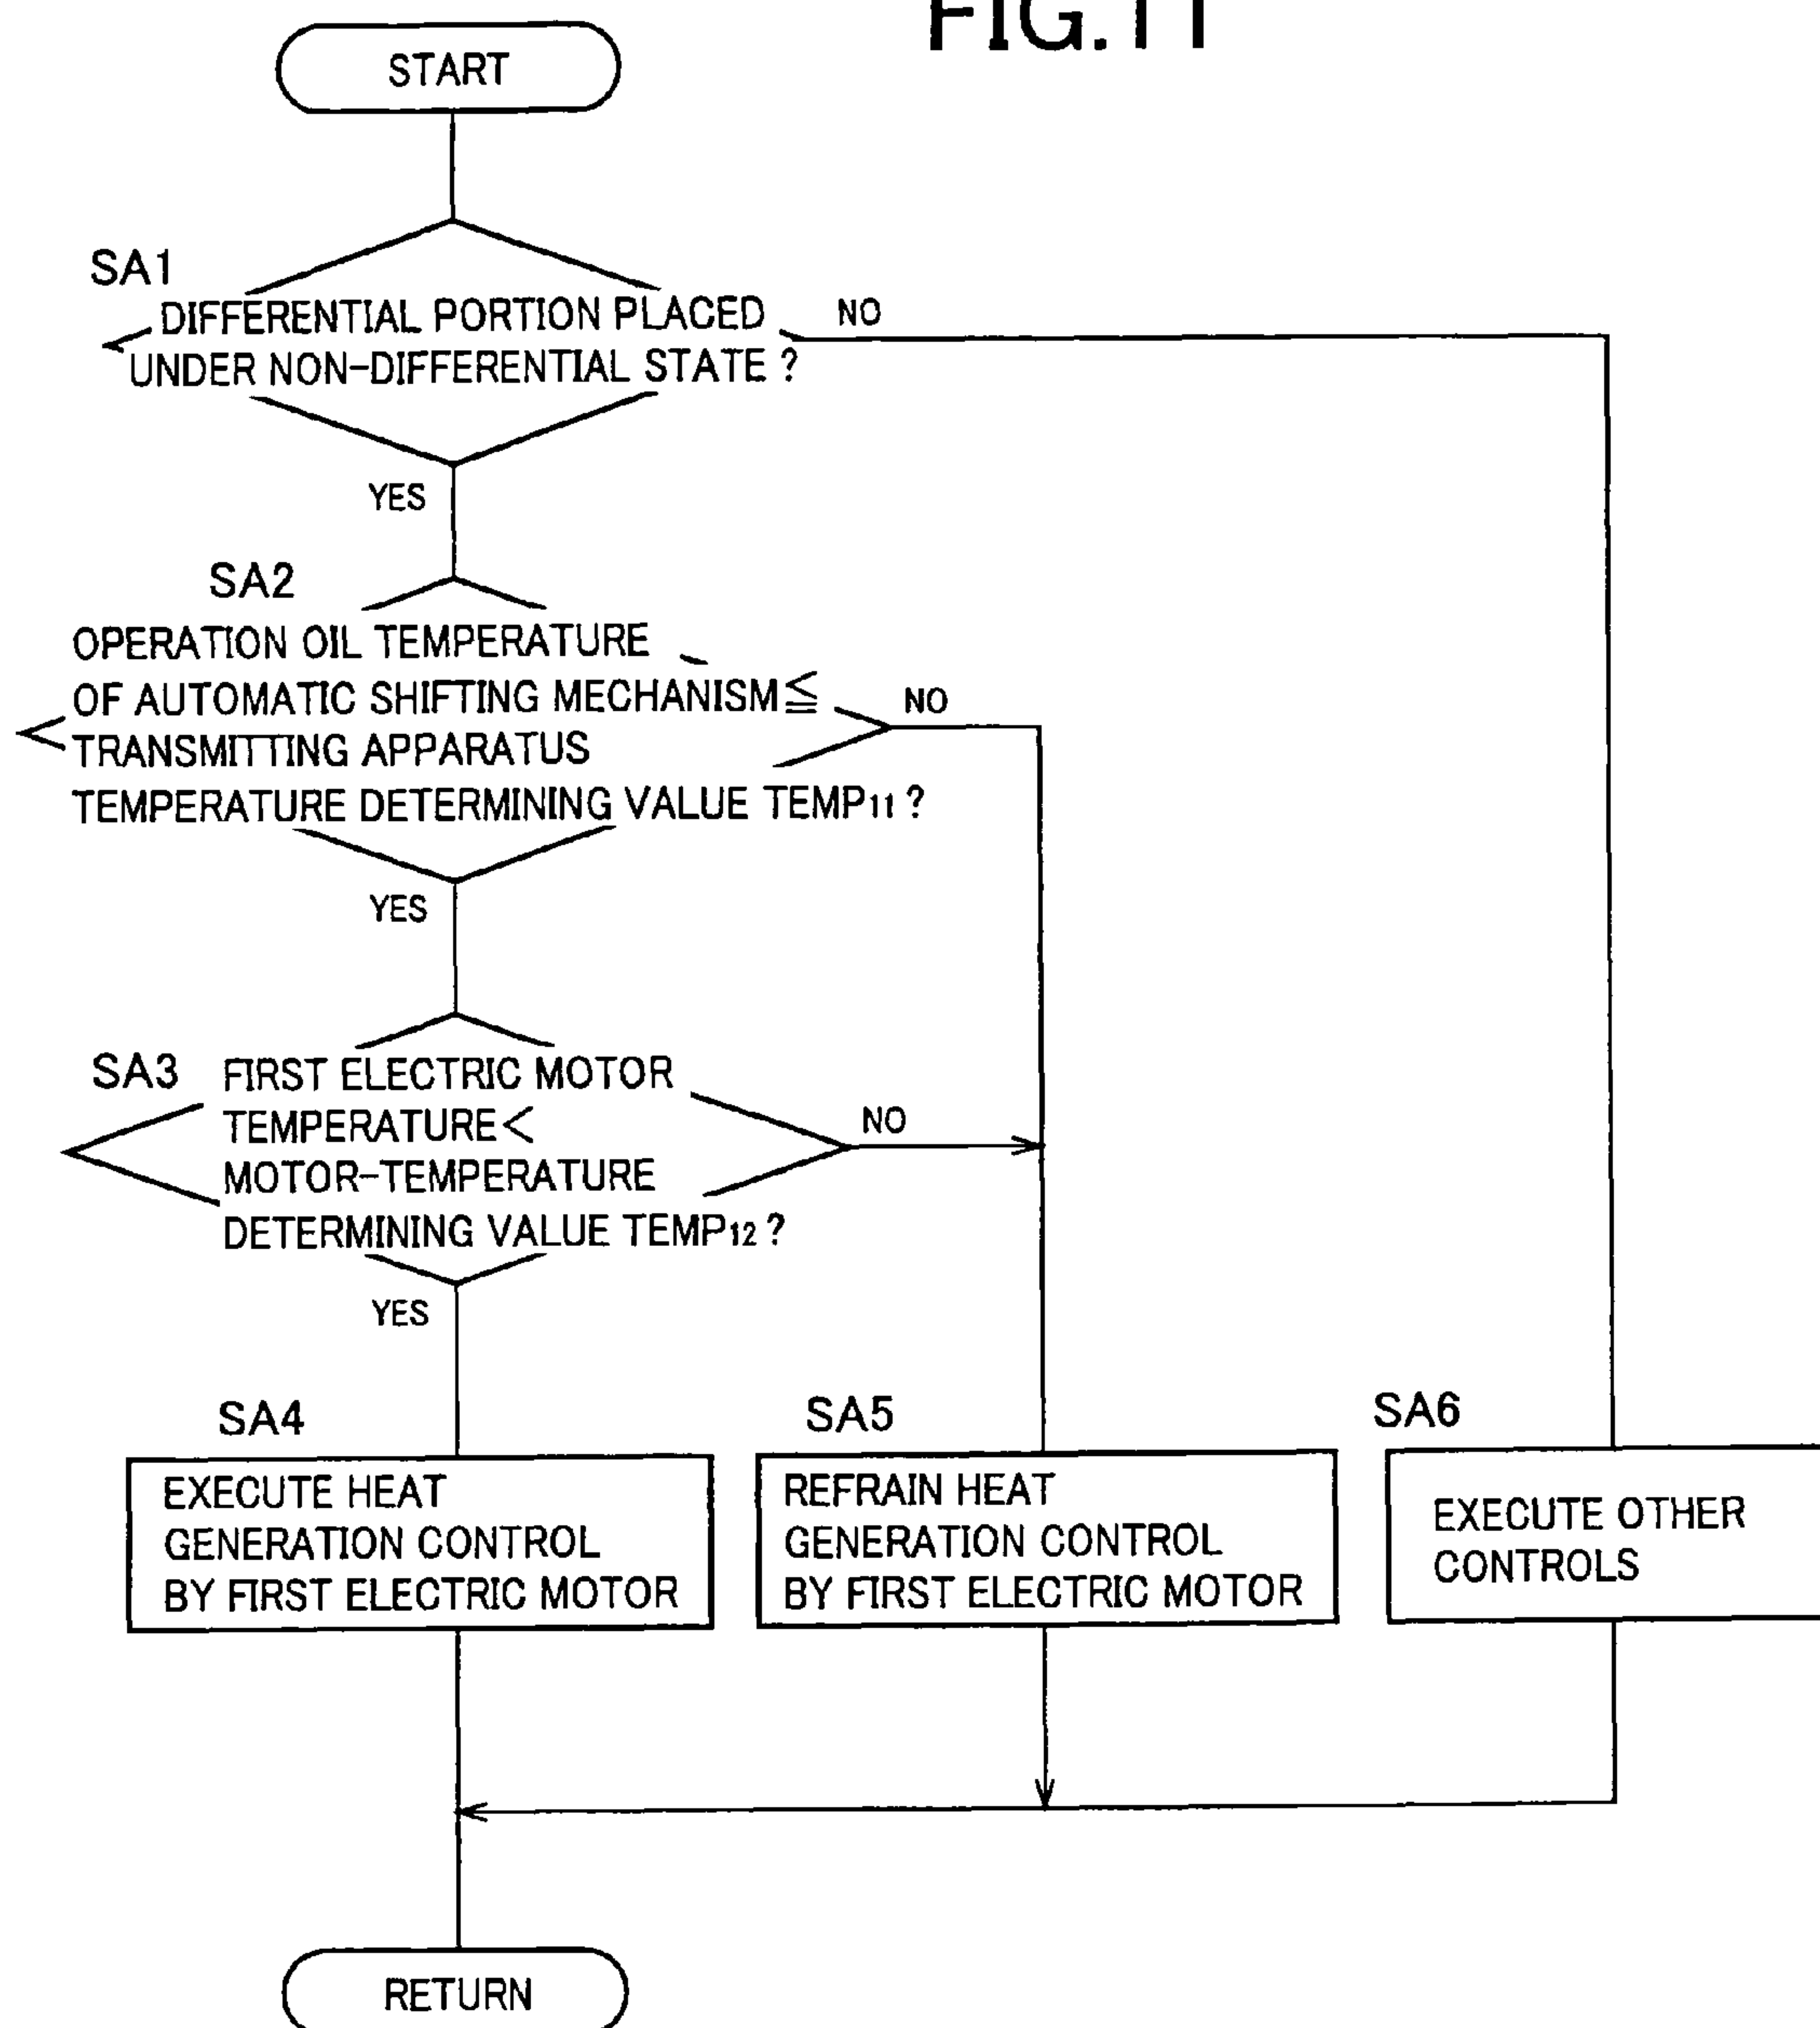 FIG.11
START
SA1
DIFFERENTIAL PORTION PLACED
UNDER NON-DIFFERENTIAL STATE ?
NO
YES
SA2
OPERATION OIL TEMPERATURE
OF AUTOMATIC SHIFTING MECHANISM≦
TRANSMITTING APPARATUS
TEMPERATURE DETERMINING VALUE TEMP₁₁ ?
NO
YES
SA3
FIRST ELECTRIC MOTOR
TEMPERATURE<
MOTOR-TEMPERATURE
DETERMINING VALUE TEMP₁₂ ?
NO
YES
SA4
EXECUTE HEAT
GENERATION CONTROL
BY FIRST ELECTRIC MOTOR
SA5
REFRAIN HEAT
GENERATION CONTROL
BY FIRST ELECTRIC MOTOR
SA6
EXECUTE OTHER
CONTROLS
RETURN